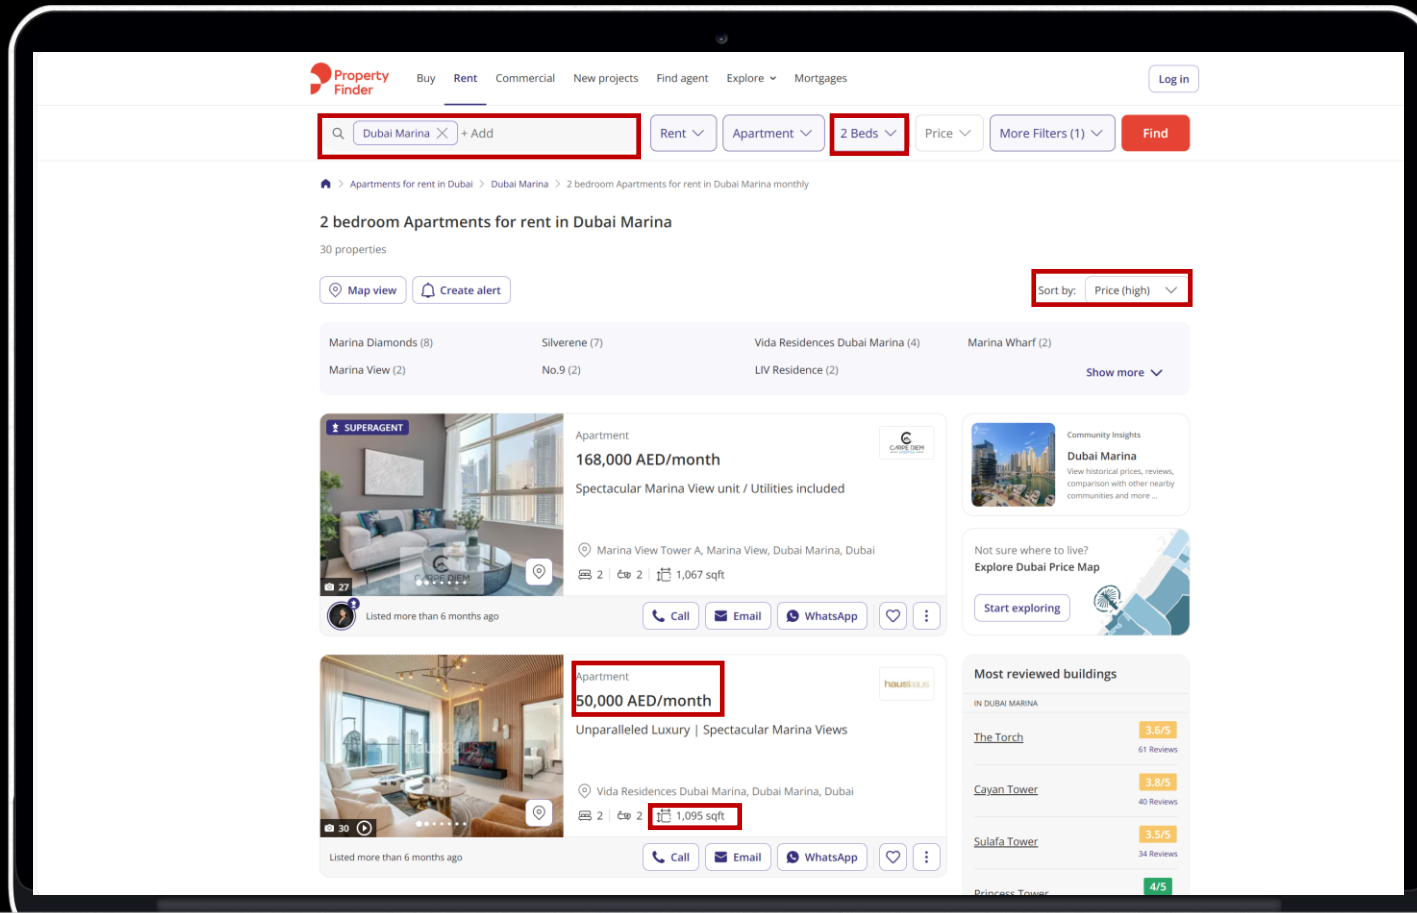 Property Finder
Buy Rent Commercial New projects Find agent Explore Mortgages
Log in
Dubai Marina + Add
Rent Apartment 2 Beds Price More Filters (1) Find
Apartments for rent in Dubai > Dubai Marina > 2 bedroom Apartments for rent in Dubai Marina monthly
2 bedroom Apartments for rent in Dubai Marina
30 properties
Map view Create alert
Sort by: Price (high)
Marina Diamonds (8) Silverene (7) Vida Residences Dubai Marina (4) Marina Wharf (2)
Marina View (2) No.9 (2) LIV Residence (2) Show more
SUPERAGENT
CARPE DIEM
27
Apartment
CARPE DIEM
168,000 AED/month
Spectacular Marina View unit / Utilities included
Marina View Tower A, Marina View, Dubai Marina, Dubai
2 2 1,067 sqft
Listed more than 6 months ago
Call Email WhatsApp
haus|haus
30
Apartment
haus|haus
50,000 AED/month
Unparalleled Luxury | Spectacular Marina Views
Vida Residences Dubai Marina, Dubai Marina, Dubai
2 2 1,095 sqft
Listed more than 6 months ago
Call Email WhatsApp
Community Insights
Dubai Marina
View historical prices, reviews,
comparison with other nearby
communities and more ...
Not sure where to live?
Explore Dubai Price Map
Start exploring
Most reviewed buildings
IN DUBAI MARINA
The Torch 3.6/5
61 Reviews
Cayan Tower 3.8/5
40 Reviews
Sulafa Tower 3.5/5
34 Reviews
Princess Tower 4/5